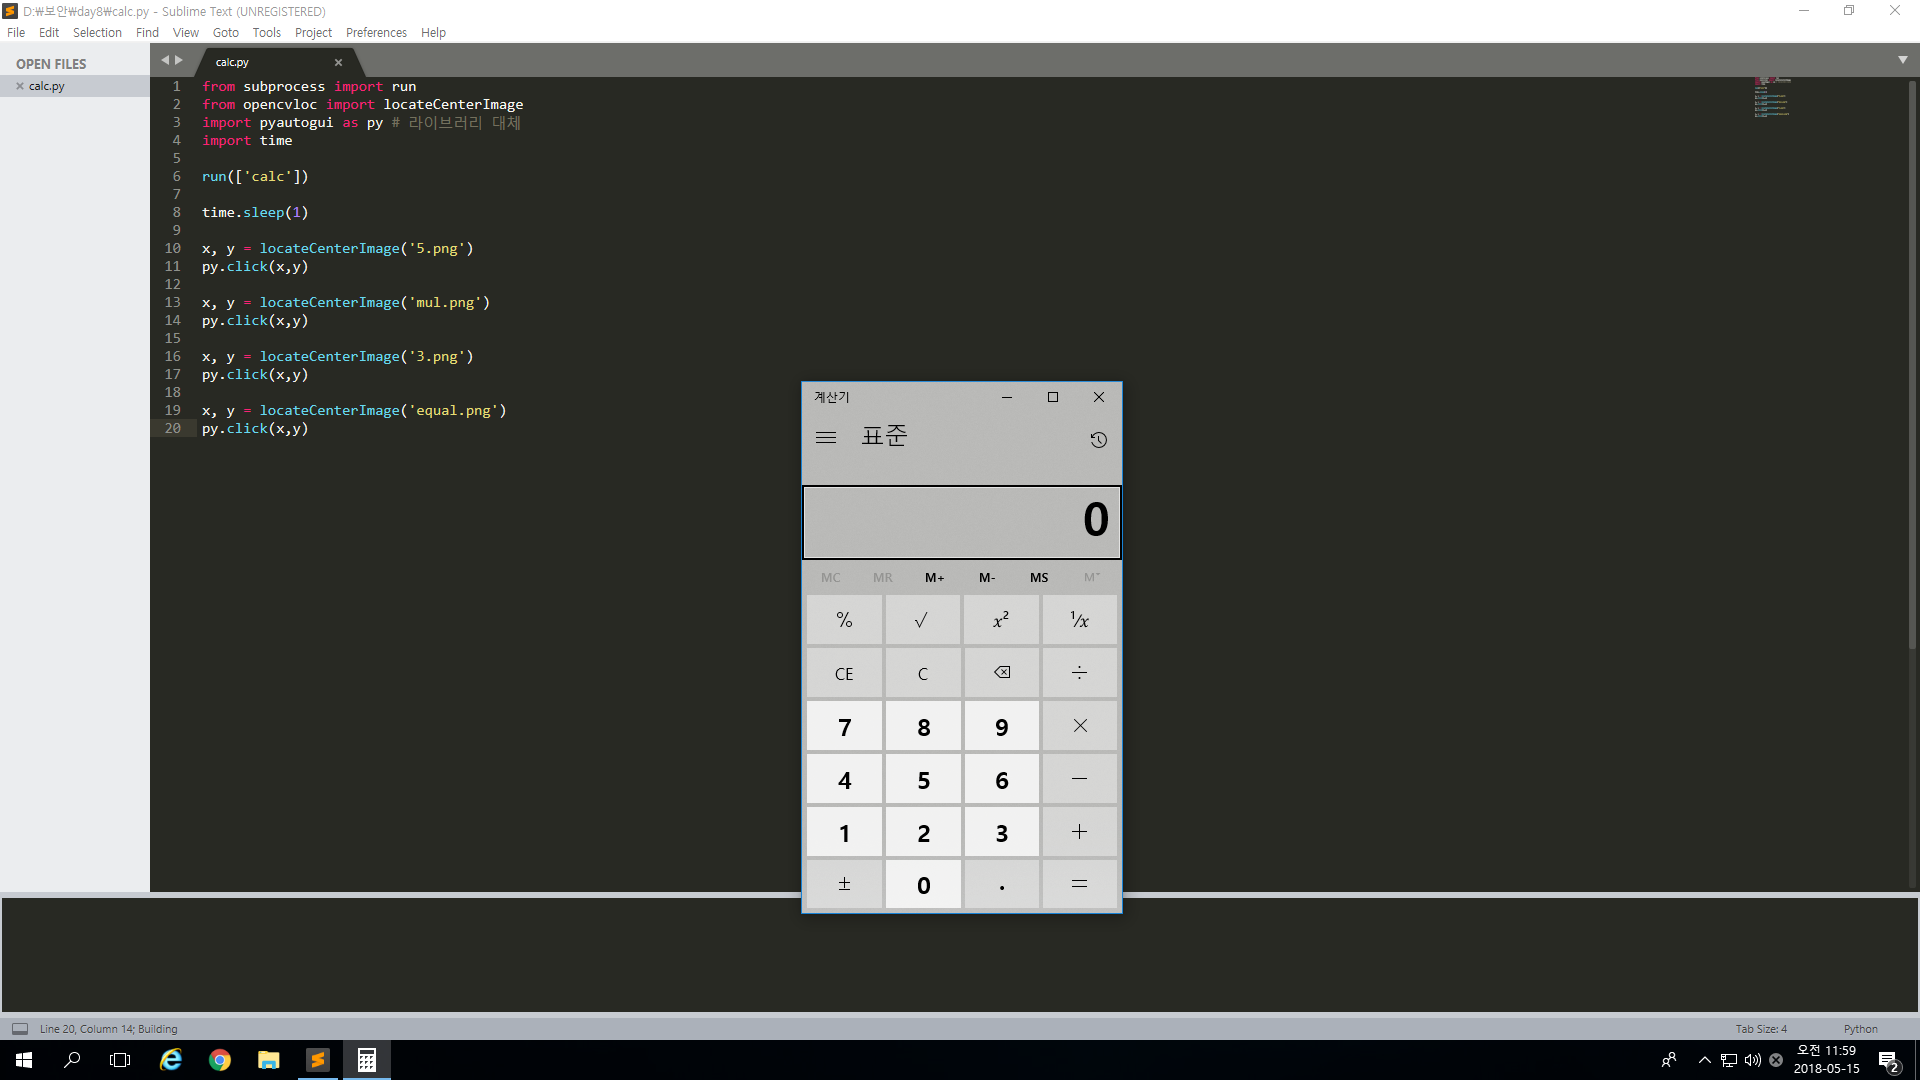 D:\보안\day8\calc.py - Sublime Text (UNREGISTERED)
File Edit Selection Find View Goto Tools Project Preferences Help
OPEN FILES
calc.py
calc.py
1 from subprocess import run
2 from opencvloc import locateCenterImage
3 import pyautogui as py # 라이브러리 대체
4 import time
5
6 run(['calc'])
7
8 time.sleep(1)
9
10 x, y = locateCenterImage('5.png')
11 py.click(x,y)
12
13 x, y = locateCenterImage('mul.png')
14 py.click(x,y)
15
16 x, y = locateCenterImage('3.png')
17 py.click(x,y)
18
19 x, y = locateCenterImage('equal.png')
20 py.click(x,y)
계산기
표준
0
MC MR M+ M- MS M˅
% √ x² ¹/x
CE C ÷
7 8 9 ×
4 5 6 −
1 2 3 +
± 0 . =
Line 20, Column 14; Building
Tab Size: 4 Python
오전 11:59
2018-05-15
2